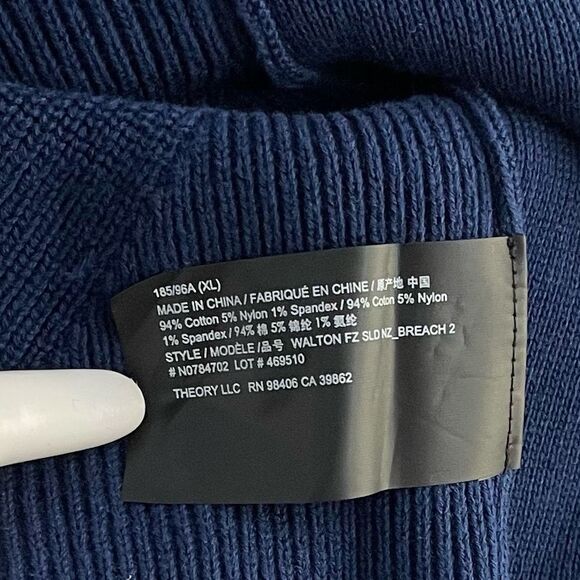 185/96A (XL)
MADE IN CHINA / FABRIQUÉ EN CHINE / 原产地 中国
94% Cotton 5% Nylon 1% Spandex / 94% Coton 5% Nylon
1% Spandex / 94% 棉 5% 锦纶 1% 氨纶
STYLE / MODÈLE / 品号 WALTON FZ SLD NZ_BREACH 2
# N0784702 LOT # 469510
THEORY LLC RN 98406 CA 39862